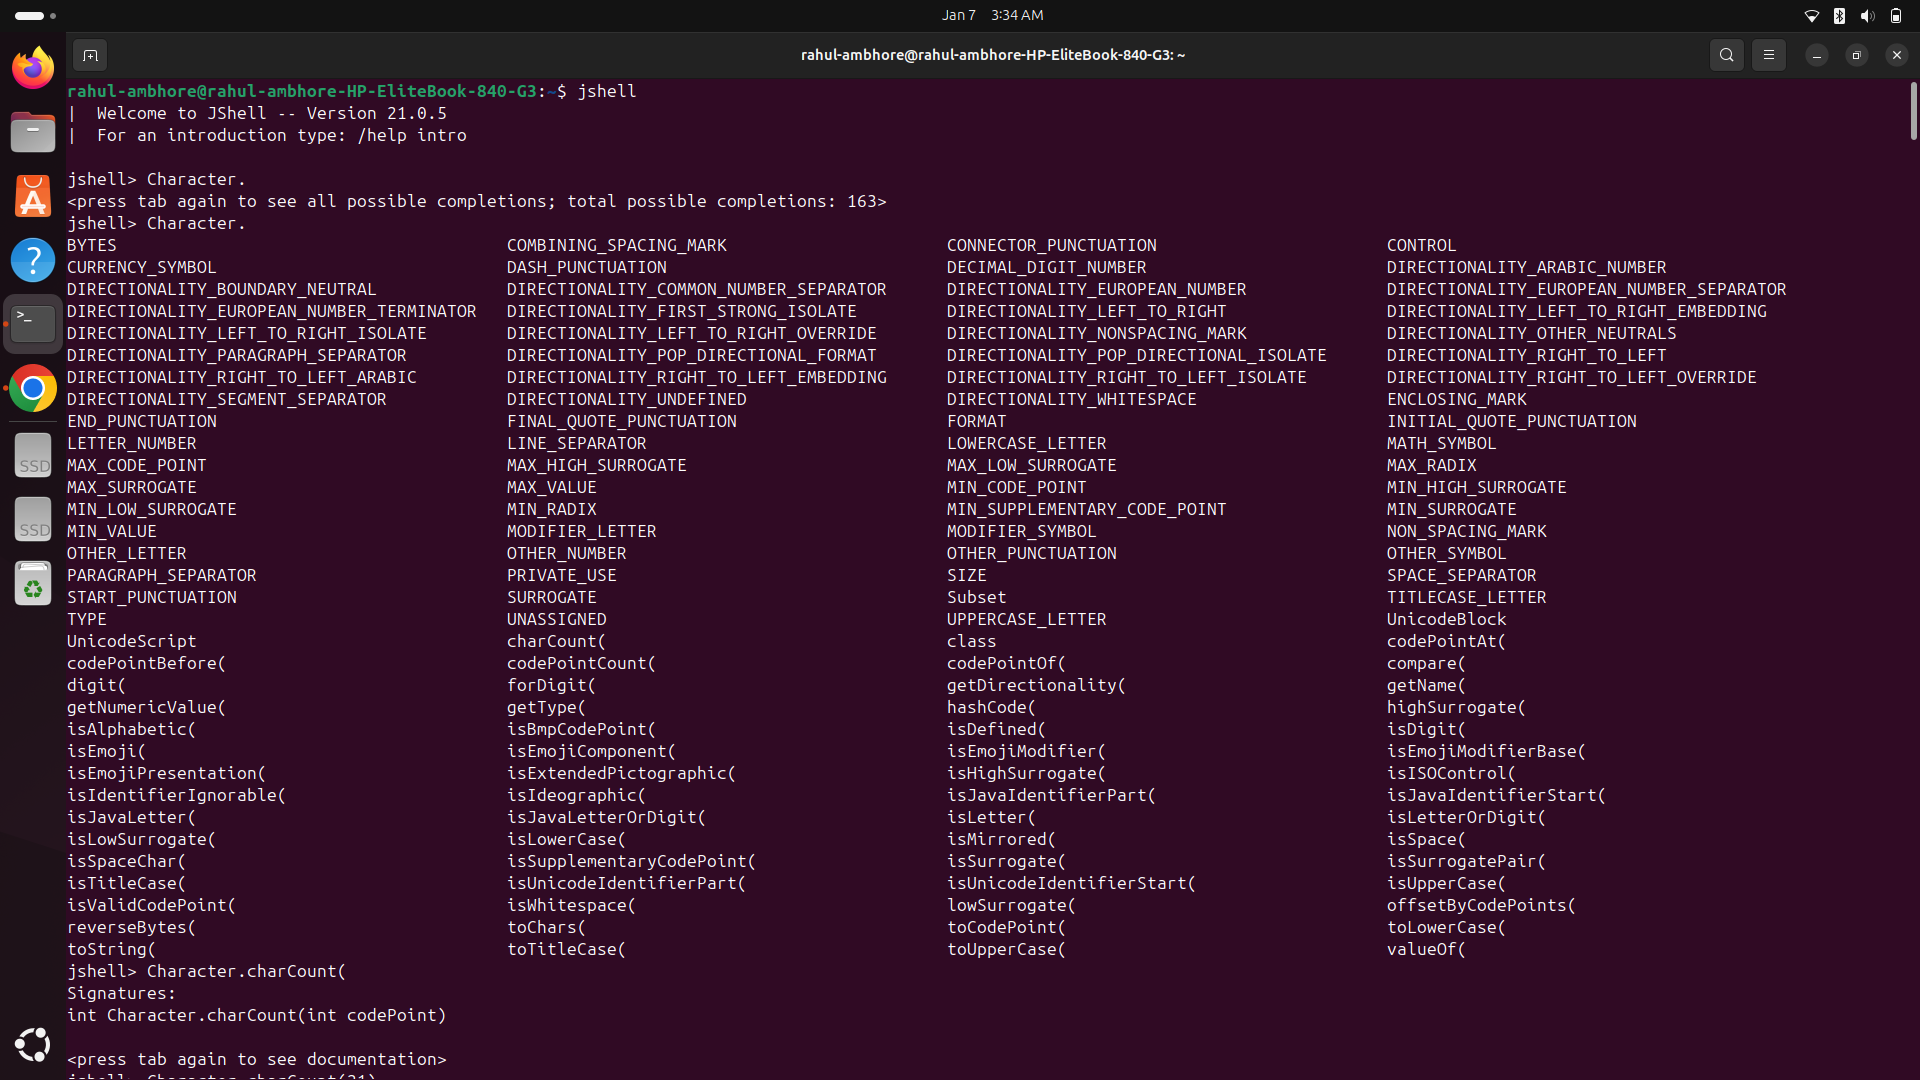 Jan 7 3:34 AM
rahul-ambhore@rahul-ambhore-HP-EliteBook-840-G3: ~
rahul-ambhore@rahul-ambhore-HP-EliteBook-840-G3:~$ jshell
| Welcome to JShell -- Version 21.0.5
| For an introduction type: /help intro
jshell> Character.
<press tab again to see all possible completions; total possible completions: 163>
jshell> Character.
BYTES COMBINING_SPACING_MARK CONNECTOR_PUNCTUATION CONTROL
CURRENCY_SYMBOL DASH_PUNCTUATION DECIMAL_DIGIT_NUMBER DIRECTIONALITY_ARABIC_NUMBER
DIRECTIONALITY_BOUNDARY_NEUTRAL DIRECTIONALITY_COMMON_NUMBER_SEPARATOR DIRECTIONALITY_EUROPEAN_NUMBER DIRECTIONALITY_EUROPEAN_NUMBER_SEPARATOR
DIRECTIONALITY_EUROPEAN_NUMBER_TERMINATOR DIRECTIONALITY_FIRST_STRONG_ISOLATE DIRECTIONALITY_LEFT_TO_RIGHT DIRECTIONALITY_LEFT_TO_RIGHT_EMBEDDING
DIRECTIONALITY_LEFT_TO_RIGHT_ISOLATE DIRECTIONALITY_LEFT_TO_RIGHT_OVERRIDE DIRECTIONALITY_NONSPACING_MARK DIRECTIONALITY_OTHER_NEUTRALS
DIRECTIONALITY_PARAGRAPH_SEPARATOR DIRECTIONALITY_POP_DIRECTIONAL_FORMAT DIRECTIONALITY_POP_DIRECTIONAL_ISOLATE DIRECTIONALITY_RIGHT_TO_LEFT
DIRECTIONALITY_RIGHT_TO_LEFT_ARABIC DIRECTIONALITY_RIGHT_TO_LEFT_EMBEDDING DIRECTIONALITY_RIGHT_TO_LEFT_ISOLATE DIRECTIONALITY_RIGHT_TO_LEFT_OVERRIDE
DIRECTIONALITY_SEGMENT_SEPARATOR DIRECTIONALITY_UNDEFINED DIRECTIONALITY_WHITESPACE ENCLOSING_MARK
END_PUNCTUATION FINAL_QUOTE_PUNCTUATION FORMAT INITIAL_QUOTE_PUNCTUATION
LETTER_NUMBER LINE_SEPARATOR LOWERCASE_LETTER MATH_SYMBOL
MAX_CODE_POINT MAX_HIGH_SURROGATE MAX_LOW_SURROGATE MAX_RADIX
MAX_SURROGATE MAX_VALUE MIN_CODE_POINT MIN_HIGH_SURROGATE
MIN_LOW_SURROGATE MIN_RADIX MIN_SUPPLEMENTARY_CODE_POINT MIN_SURROGATE
MIN_VALUE MODIFIER_LETTER MODIFIER_SYMBOL NON_SPACING_MARK
OTHER_LETTER OTHER_NUMBER OTHER_PUNCTUATION OTHER_SYMBOL
PARAGRAPH_SEPARATOR PRIVATE_USE SIZE SPACE_SEPARATOR
START_PUNCTUATION SURROGATE Subset TITLECASE_LETTER
TYPE UNASSIGNED UPPERCASE_LETTER UnicodeBlock
UnicodeScript charCount( class codePointAt(
codePointBefore( codePointCount( codePointOf( compare(
digit( forDigit( getDirectionality( getName(
getNumericValue( getType( hashCode( highSurrogate(
isAlphabetic( isBmpCodePoint( isDefined( isDigit(
isEmoji( isEmojiComponent( isEmojiModifier( isEmojiModifierBase(
isEmojiPresentation( isExtendedPictographic( isHighSurrogate( isISOControl(
isIdentifierIgnorable( isIdeographic( isJavaIdentifierPart( isJavaIdentifierStart(
isJavaLetter( isJavaLetterOrDigit( isLetter( isLetterOrDigit(
isLowSurrogate( isLowerCase( isMirrored( isSpace(
isSpaceChar( isSupplementaryCodePoint( isSurrogate( isSurrogatePair(
isTitleCase( isUnicodeIdentifierPart( isUnicodeIdentifierStart( isUpperCase(
isValidCodePoint( isWhitespace( lowSurrogate( offsetByCodePoints(
reverseBytes( toChars( toCodePoint( toLowerCase(
toString( toTitleCase( toUpperCase( valueOf(
jshell> Character.charCount(
Signatures:
int Character.charCount(int codePoint)
<press tab again to see documentation>
jshell> Character.charCount(21)
SSD
SSD